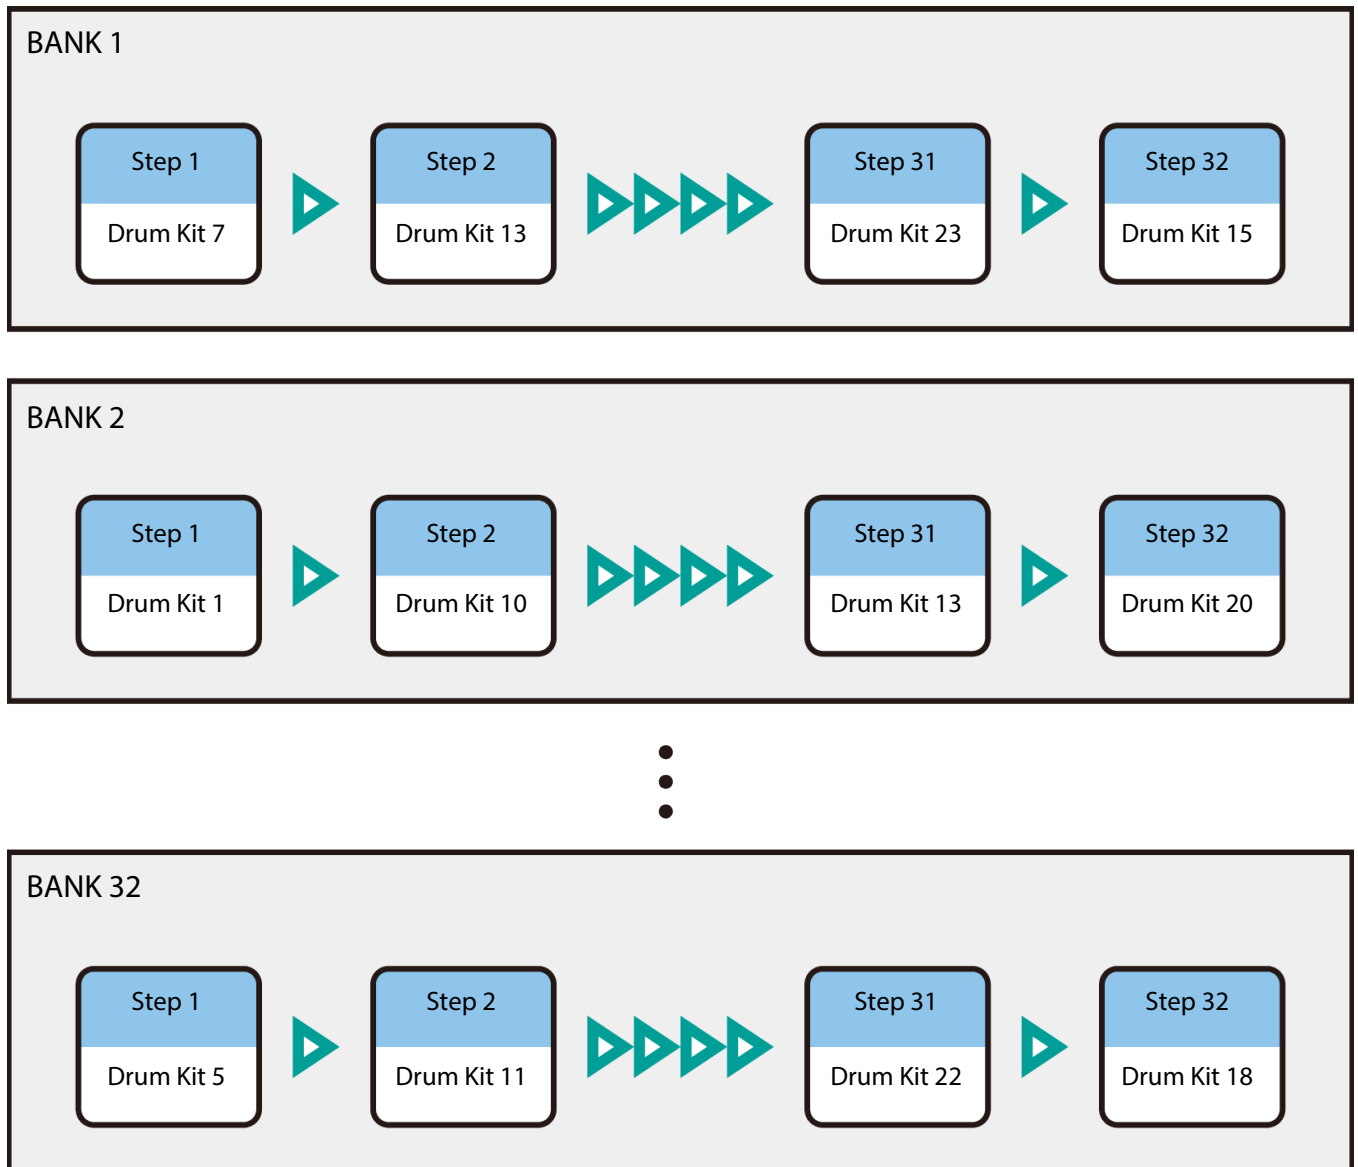 BANK 1
Step 1
Drum Kit 7
Step 2
Drum Kit 13
Step 31
Drum Kit 23
Step 32
Drum Kit 15
BANK 2
Step 1
Drum Kit 1
Step 2
Drum Kit 10
Step 31
Drum Kit 13
Step 32
Drum Kit 20
BANK 32
Step 1
Drum Kit 5
Step 2
Drum Kit 11
Step 31
Drum Kit 22
Step 32
Drum Kit 18